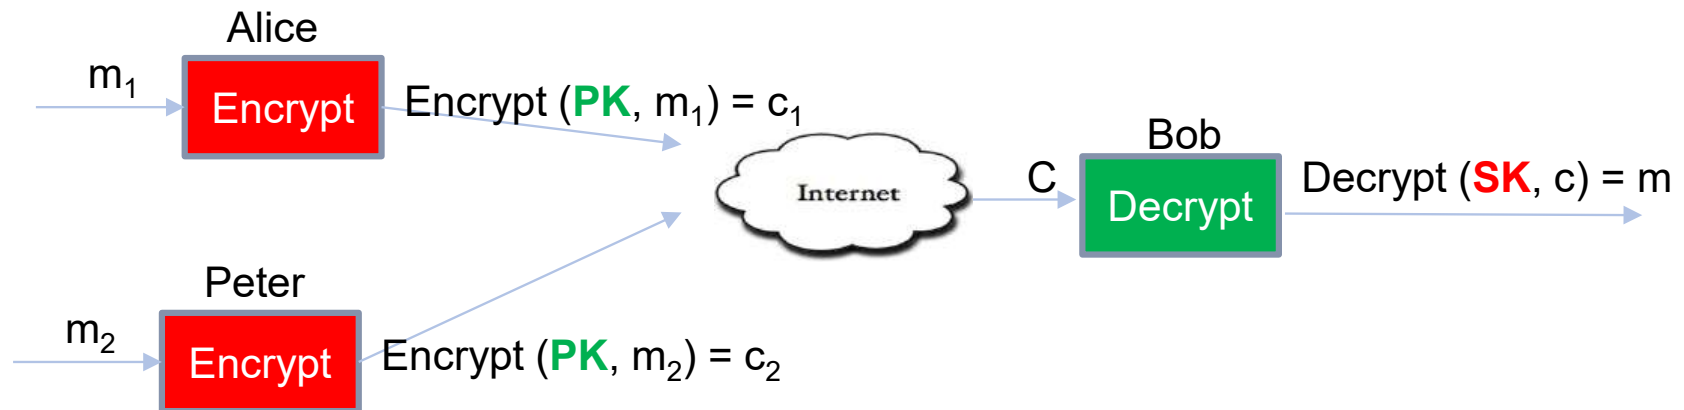 Alice
m₁
Encrypt
Encrypt (PK, m₁) = c₁
Internet
C
Bob
Decrypt
Decrypt (SK, c) = m
Peter
m₂
Encrypt
Encrypt (PK, m₂) = c₂